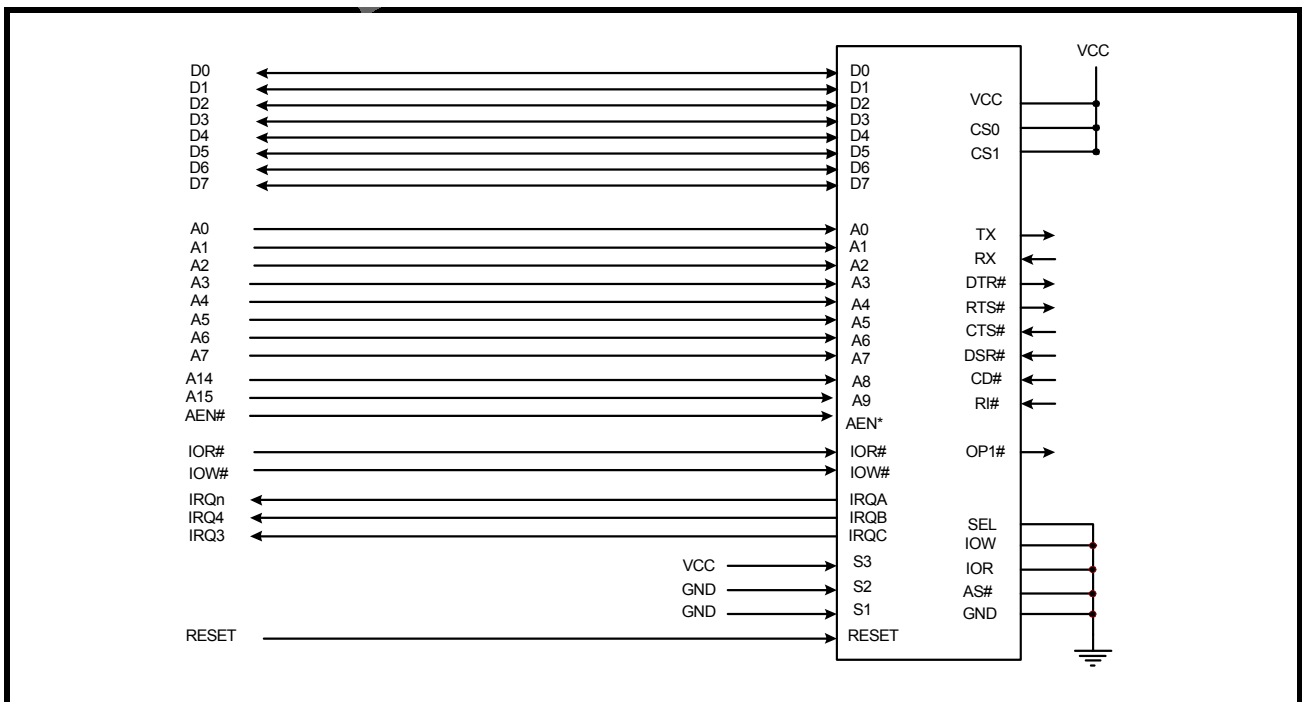 D0
D1
D2
D3
D4
D5
D6
D7
A0
A1
A2
A3
A4
A5
A6
A7
A14
A15
AEN#
IOR#
IOW#
IRQn
IRQ4
IRQ3
VCC
GND
GND
RESET
D0
D1
D2
D3
D4
D5
D6
D7
A0
A1
A2
A3
A4
A5
A6
A7
A8
A9
AEN*
IOR#
IOW#
IRQA
IRQB
IRQC
S3
S2
S1
RESET
VCC
VCC
CS0
CS1
TX
RX
DTR#
RTS#
CTS#
DSR#
CD#
RI#
OP1#
SEL
IOW
IOR
AS#
GND